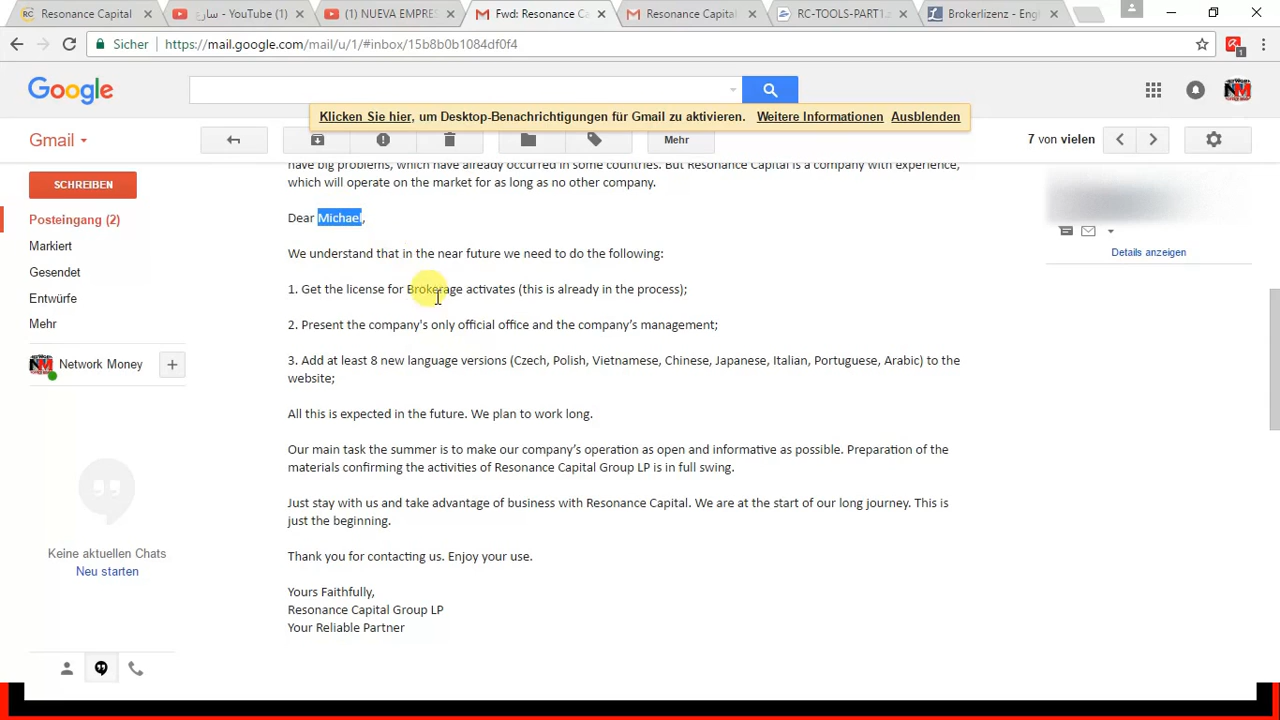 Resonance Capital
سارع - YouTube
(1) NUEVA EMPRES
Fwd: Resonance C
Resonance Capital
RC-TOOLS-PART1.
Brokerlizenz - Eng
Sicher
https://mail.google.com/mail/u/1/#inbox/15b8b0b1084df0f4
1
Google
NM
Klicken Sie hier, um Desktop-Benachrichtigungen für Gmail zu aktivieren. Weitere Informationen Ausblenden
Gmail
Mehr
7 von vielen
SCHREIBEN
Posteingang (2)
Markiert
Gesendet
Entwürfe
Mehr
NM
Network Money
Keine aktuellen Chats
Neu starten
have big problems, which have already occurred in some countries. But Resonance Capital is a company with experience,
which will operate on the market for as long as no other company.
Dear Michael,
We understand that in the near future we need to do the following:
1. Get the license for Brokerage activates (this is already in the process);
2. Present the company's only official office and the company's management;
3. Add at least 8 new language versions (Czech, Polish, Vietnamese, Chinese, Japanese, Italian, Portuguese, Arabic) to the
website;
All this is expected in the future. We plan to work long.
Our main task the summer is to make our company's operation as open and informative as possible. Preparation of the
materials confirming the activities of Resonance Capital Group LP is in full swing.
Just stay with us and take advantage of business with Resonance Capital. We are at the start of our long journey. This is
just the beginning.
Thank you for contacting us. Enjoy your use.
Yours Faithfully,
Resonance Capital Group LP
Your Reliable Partner
Details anzeigen